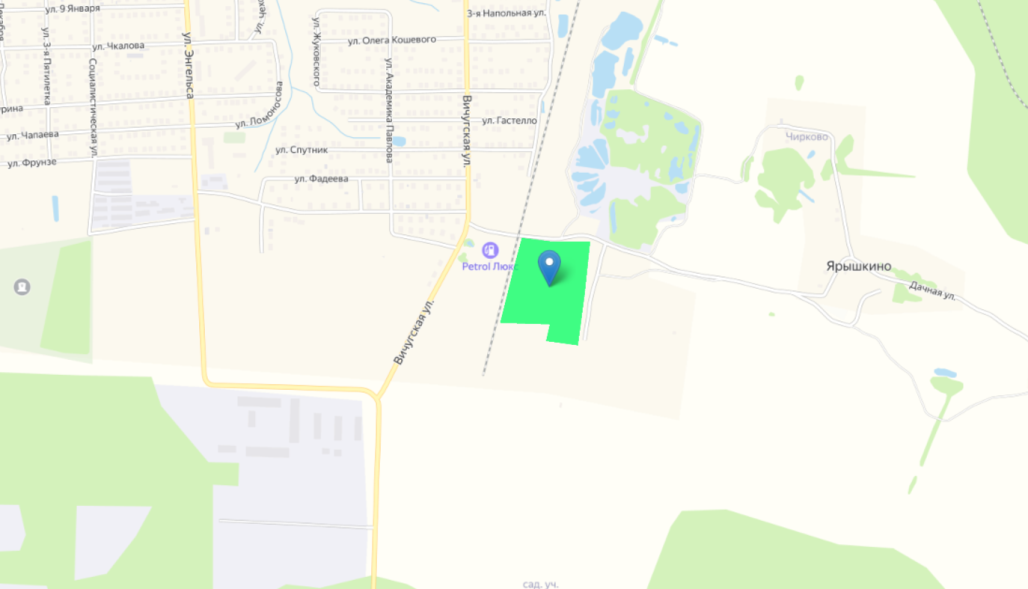 ул. 9 Января
3-я Напольная ул.
ул. Чкалова
ул. Олега Кошевого
ул. Энгельса
ул. 3-я Пятилетка
Социалистическая ул.
ул. Жуковского
ул. Академика Павлова
Вичугская ул.
ул. Ломоносова
ул. Гастелло
ул. Чапаева
ул. Спутник
ул. Фрунзе
ул. Фадеева
Чирково
Petrol Люкс
Ярышкино
Дачная ул.
Вичугская ул.
сад. уч.